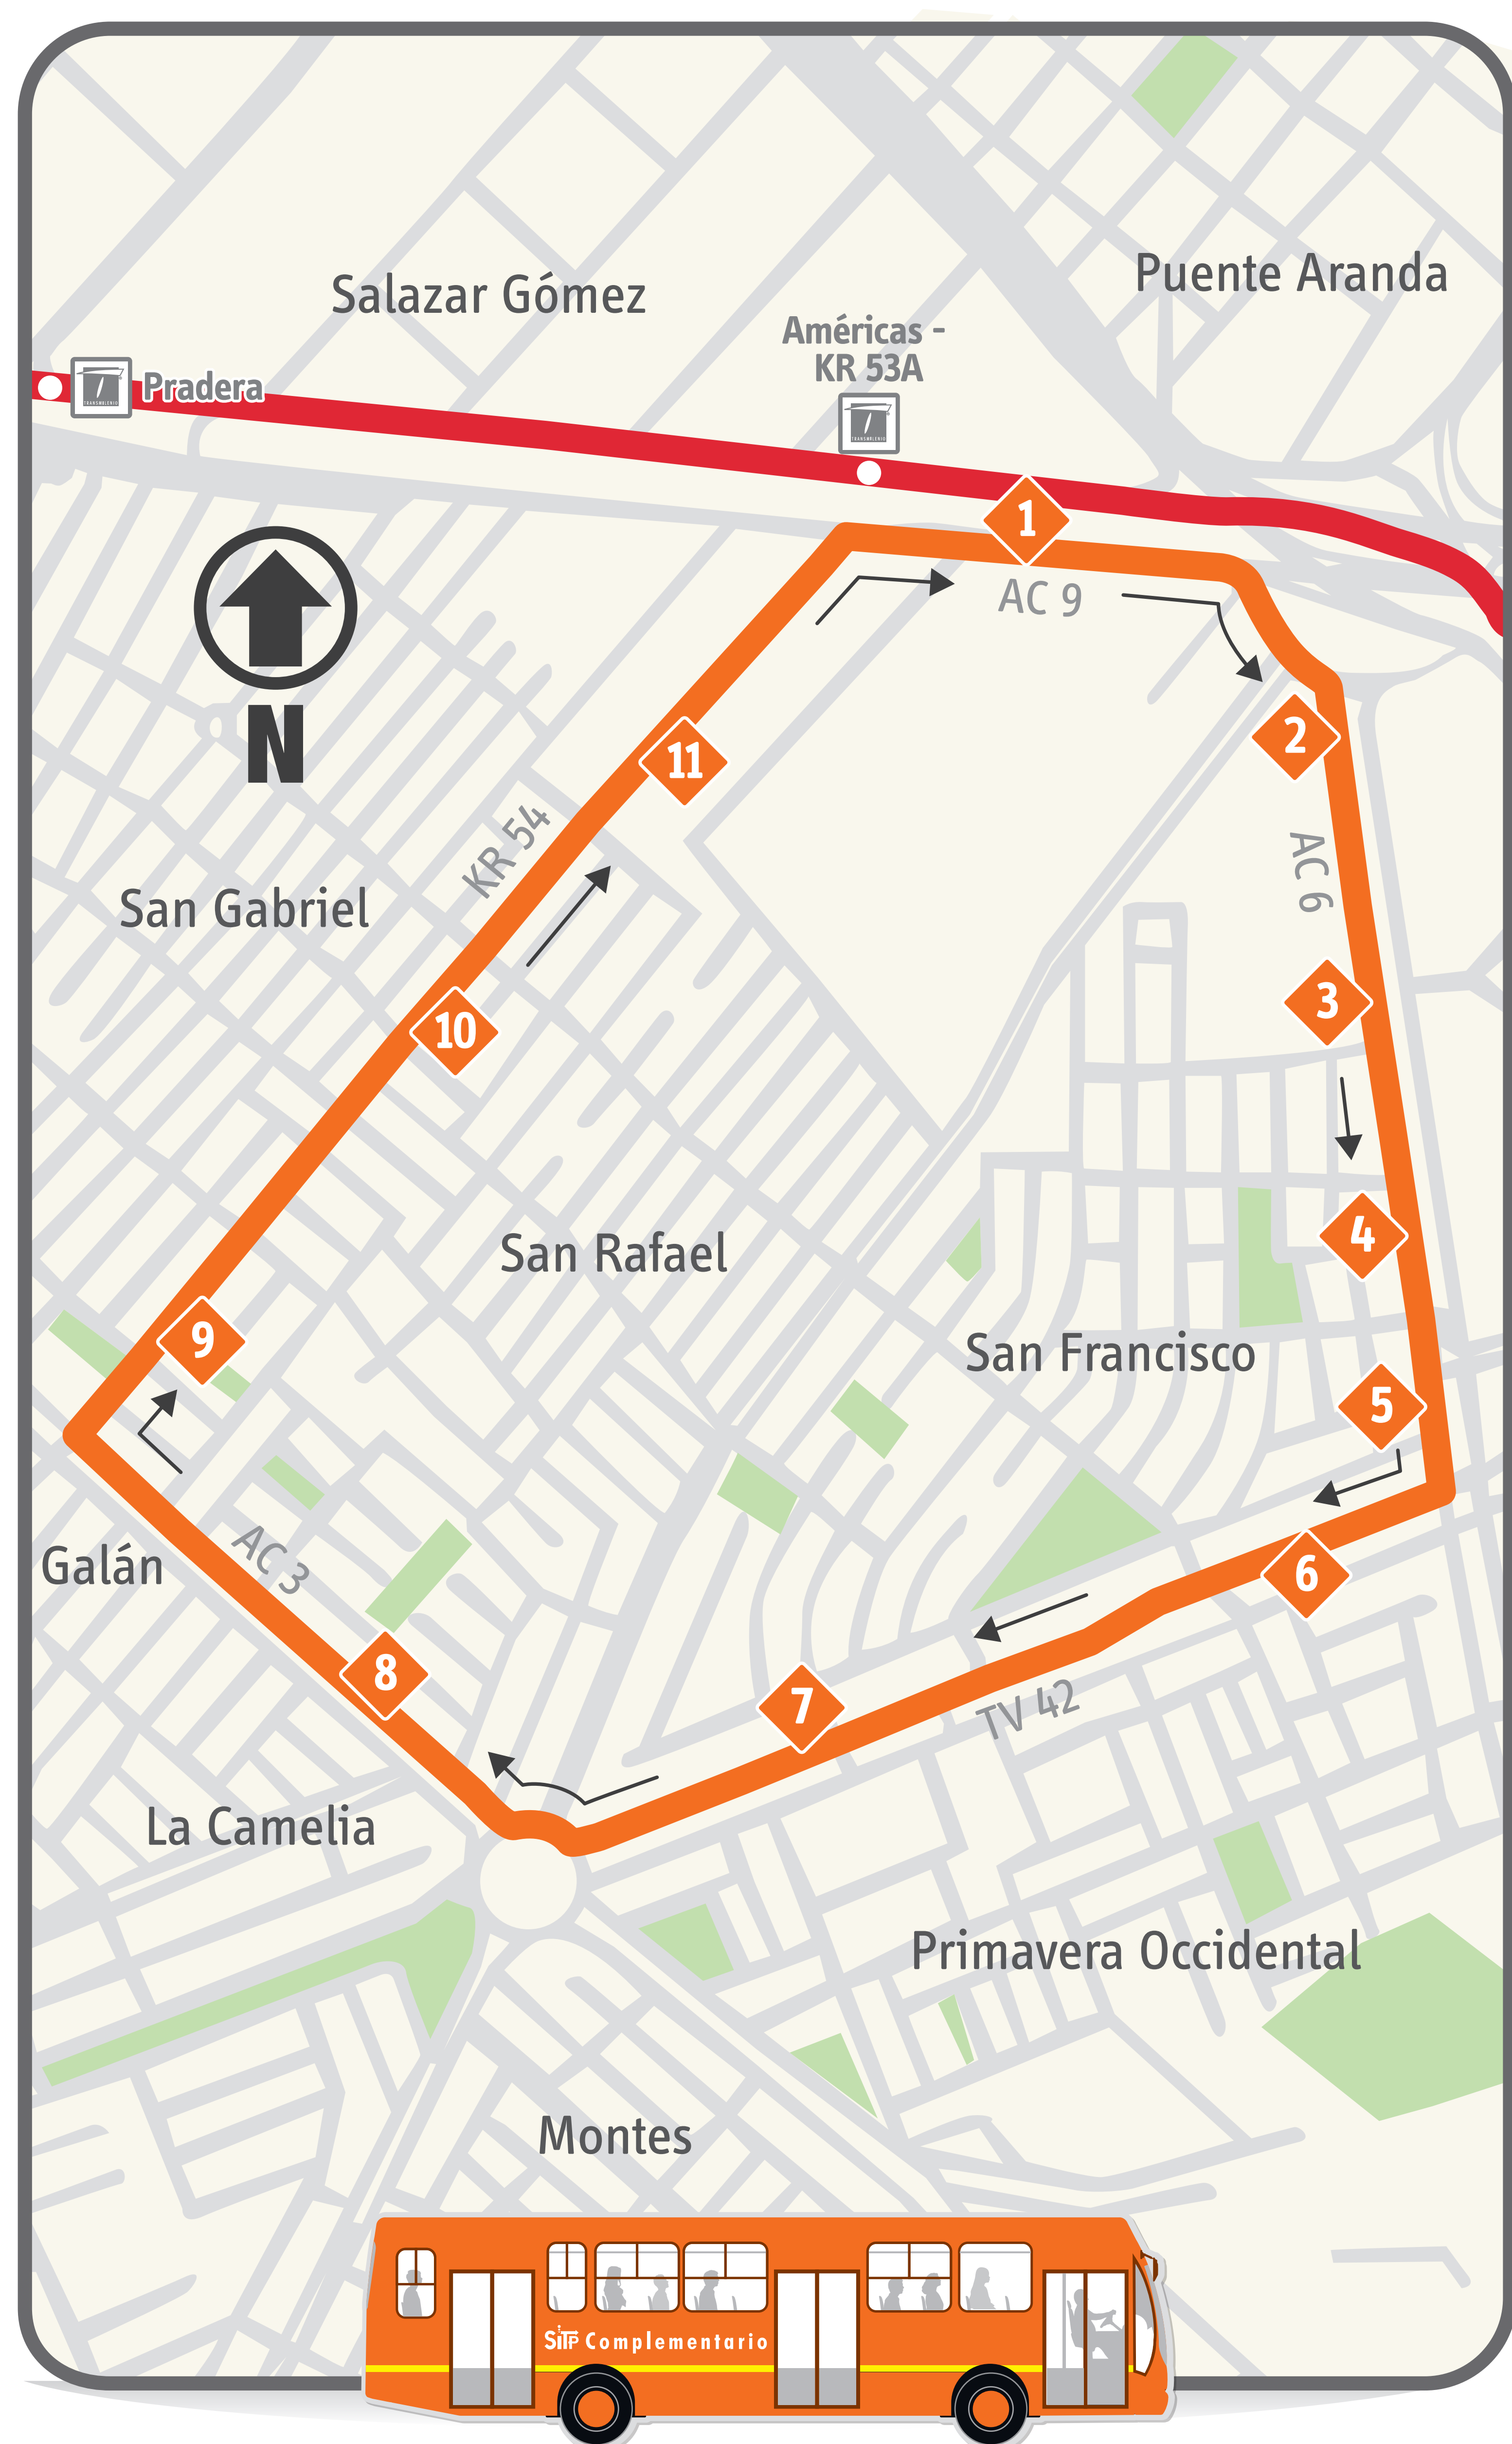 Puente Aranda
Salazar Gómez
Américas -
KR 53A
TRANSMILENIO
Pradera
TRANSMILENIO
1
AC 9
N
2
11
KR 54
AC 6
San Gabriel
3
10
4
San Rafael
9
San Francisco
5
Galán
AC 3
6
8
7
TV 42
La Camelia
Primavera Occidental
Montes
SiTP Complementario